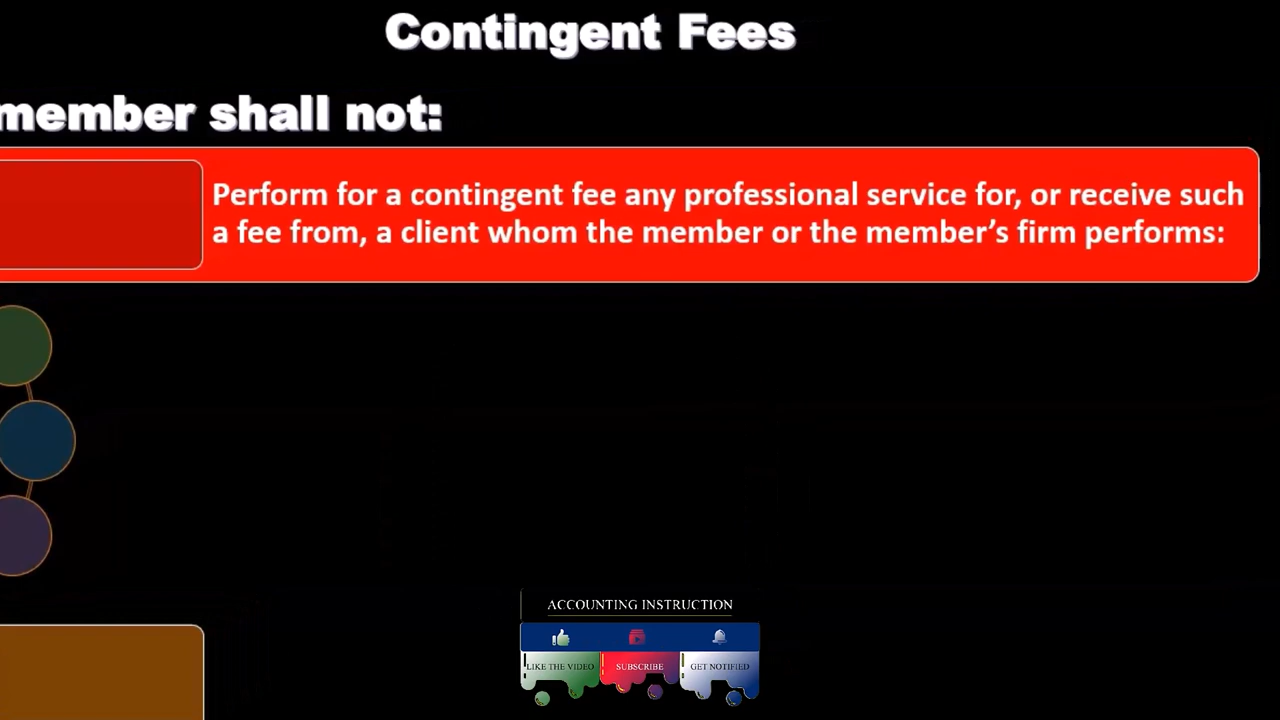 Contingent Fees
member shall not:
Perform for a contingent fee any professional service for, or receive such
a fee from, a client whom the member or the member’s firm performs:
ACCOUNTING INSTRUCTION
LIKE THE VIDEO SUBSCRIBE GET NOTIFIED